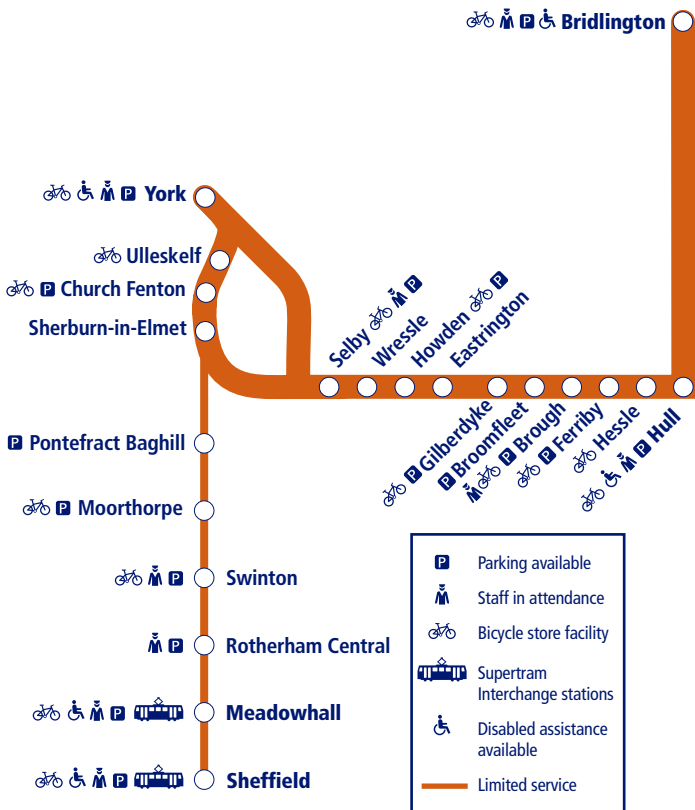 Bridlington
York
Ulleskelf
Church Fenton
Sherburn-in-Elmet
Selby
Wressle
Howden
Eastrington
Gilberdyke
Broomfleet
Brough
Ferriby
Hessle
Hull
Pontefract Baghill
Moorthorpe
Swinton
Rotherham Central
Meadowhall
Sheffield
P Parking available
Staff in attendance
Bicycle store facility
Supertram
Interchange stations
Disabled assistance
available
Limited service